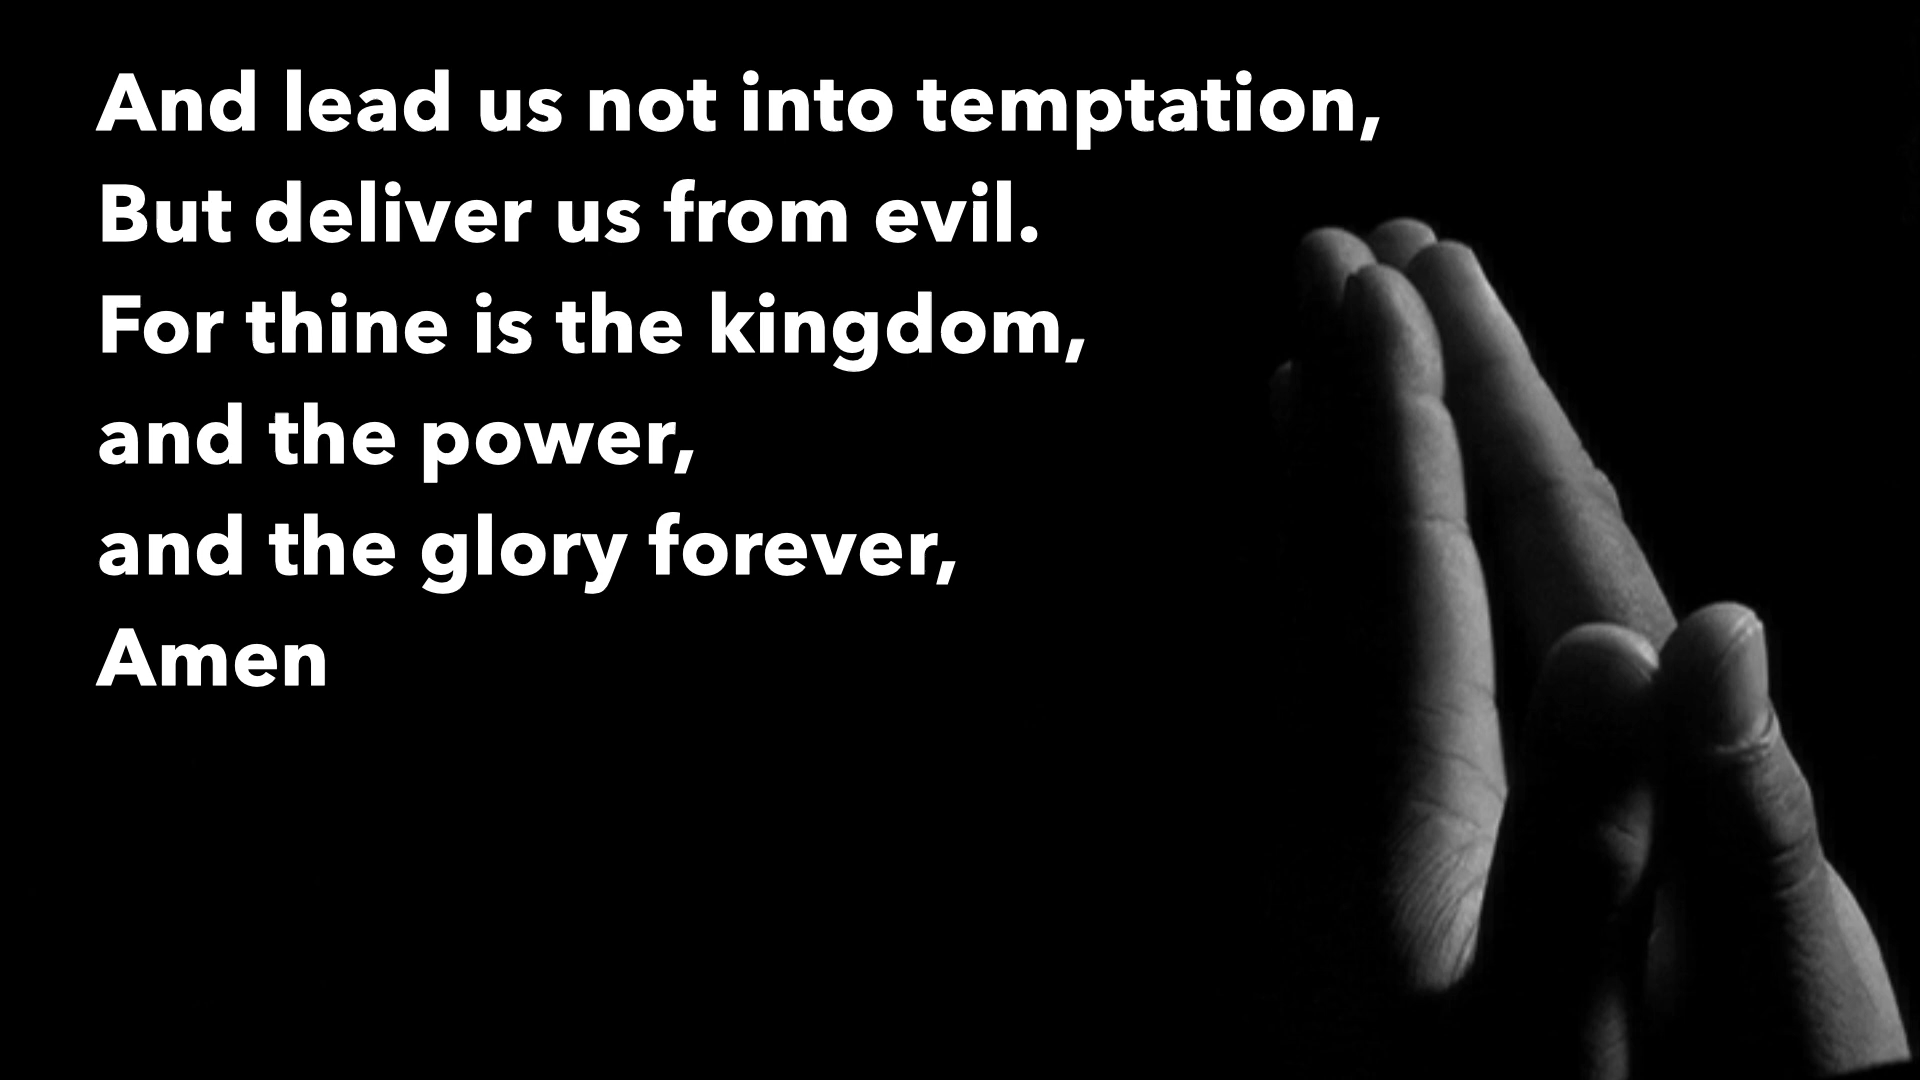 And lead us not into temptation,
But deliver us from evil.
For thine is the kingdom,
and the power,
and the glory forever,
Amen